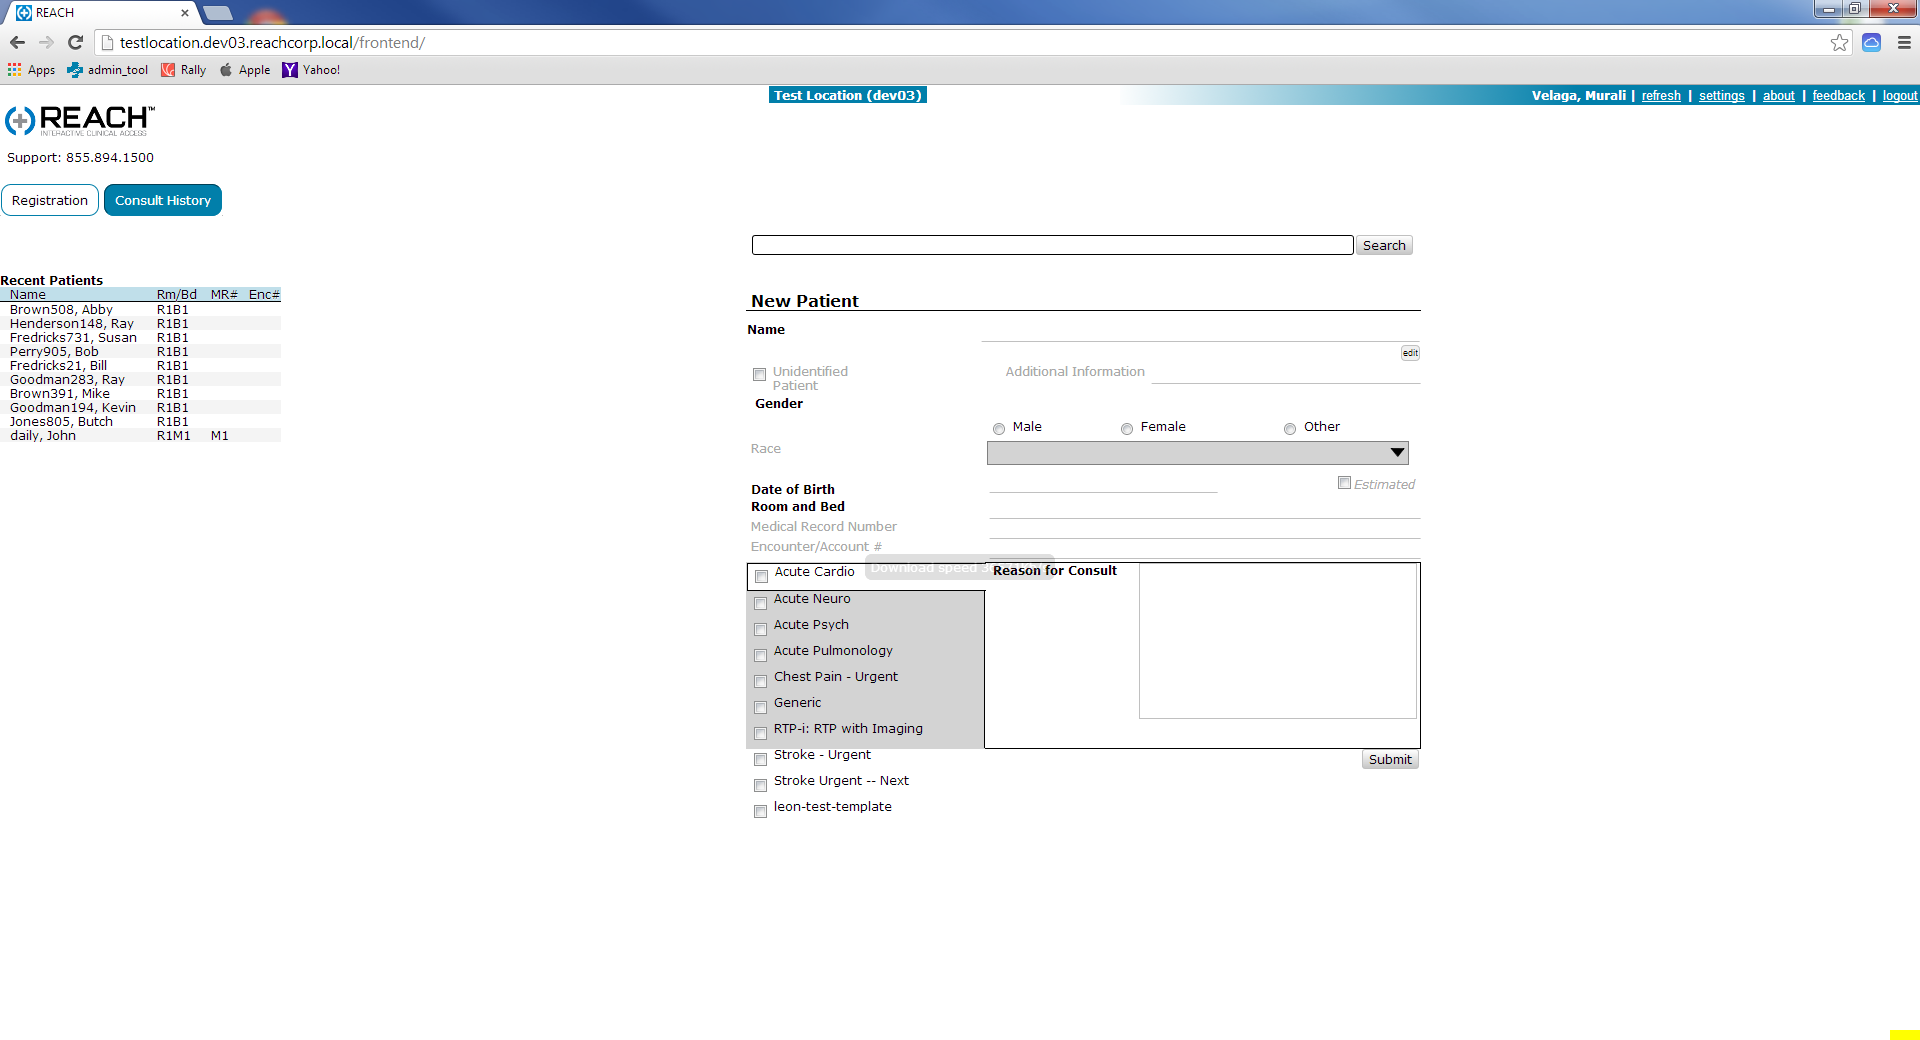 REACH
testlocation.dev03.reachcorp.local/frontend/
Apps admin_tool Rally Apple Yahoo!
Test Location (dev03) Velaga, Murali | refresh | settings | about | feedback | logout
REACH™
INTERACTIVE CLINICAL ACCESS
Support: 855.894.1500
Registration Consult History
Search
Recent Patients
Name Rm/Bd MR# Enc#
Brown508, Abby R1B1
Henderson148, Ray R1B1
Fredricks731, Susan R1B1
Perry905, Bob R1B1
Fredricks21, Bill R1B1
Goodman283, Ray R1B1
Brown391, Mike R1B1
Goodman194, Kevin R1B1
Jones805, Butch R1B1
daily, John R1M1 M1
New Patient
Name
edit
Unidentified Patient Additional Information
Gender
Male Female Other
Race
Date of Birth Estimated
Room and Bed
Medical Record Number
Encounter/Account #
Download speed
Acute Cardio Reason for Consult
Acute Neuro
Acute Psych
Acute Pulmonology
Chest Pain - Urgent
Generic
RTP-i: RTP with Imaging
Stroke - Urgent
Submit
Stroke Urgent -- Next
leon-test-template